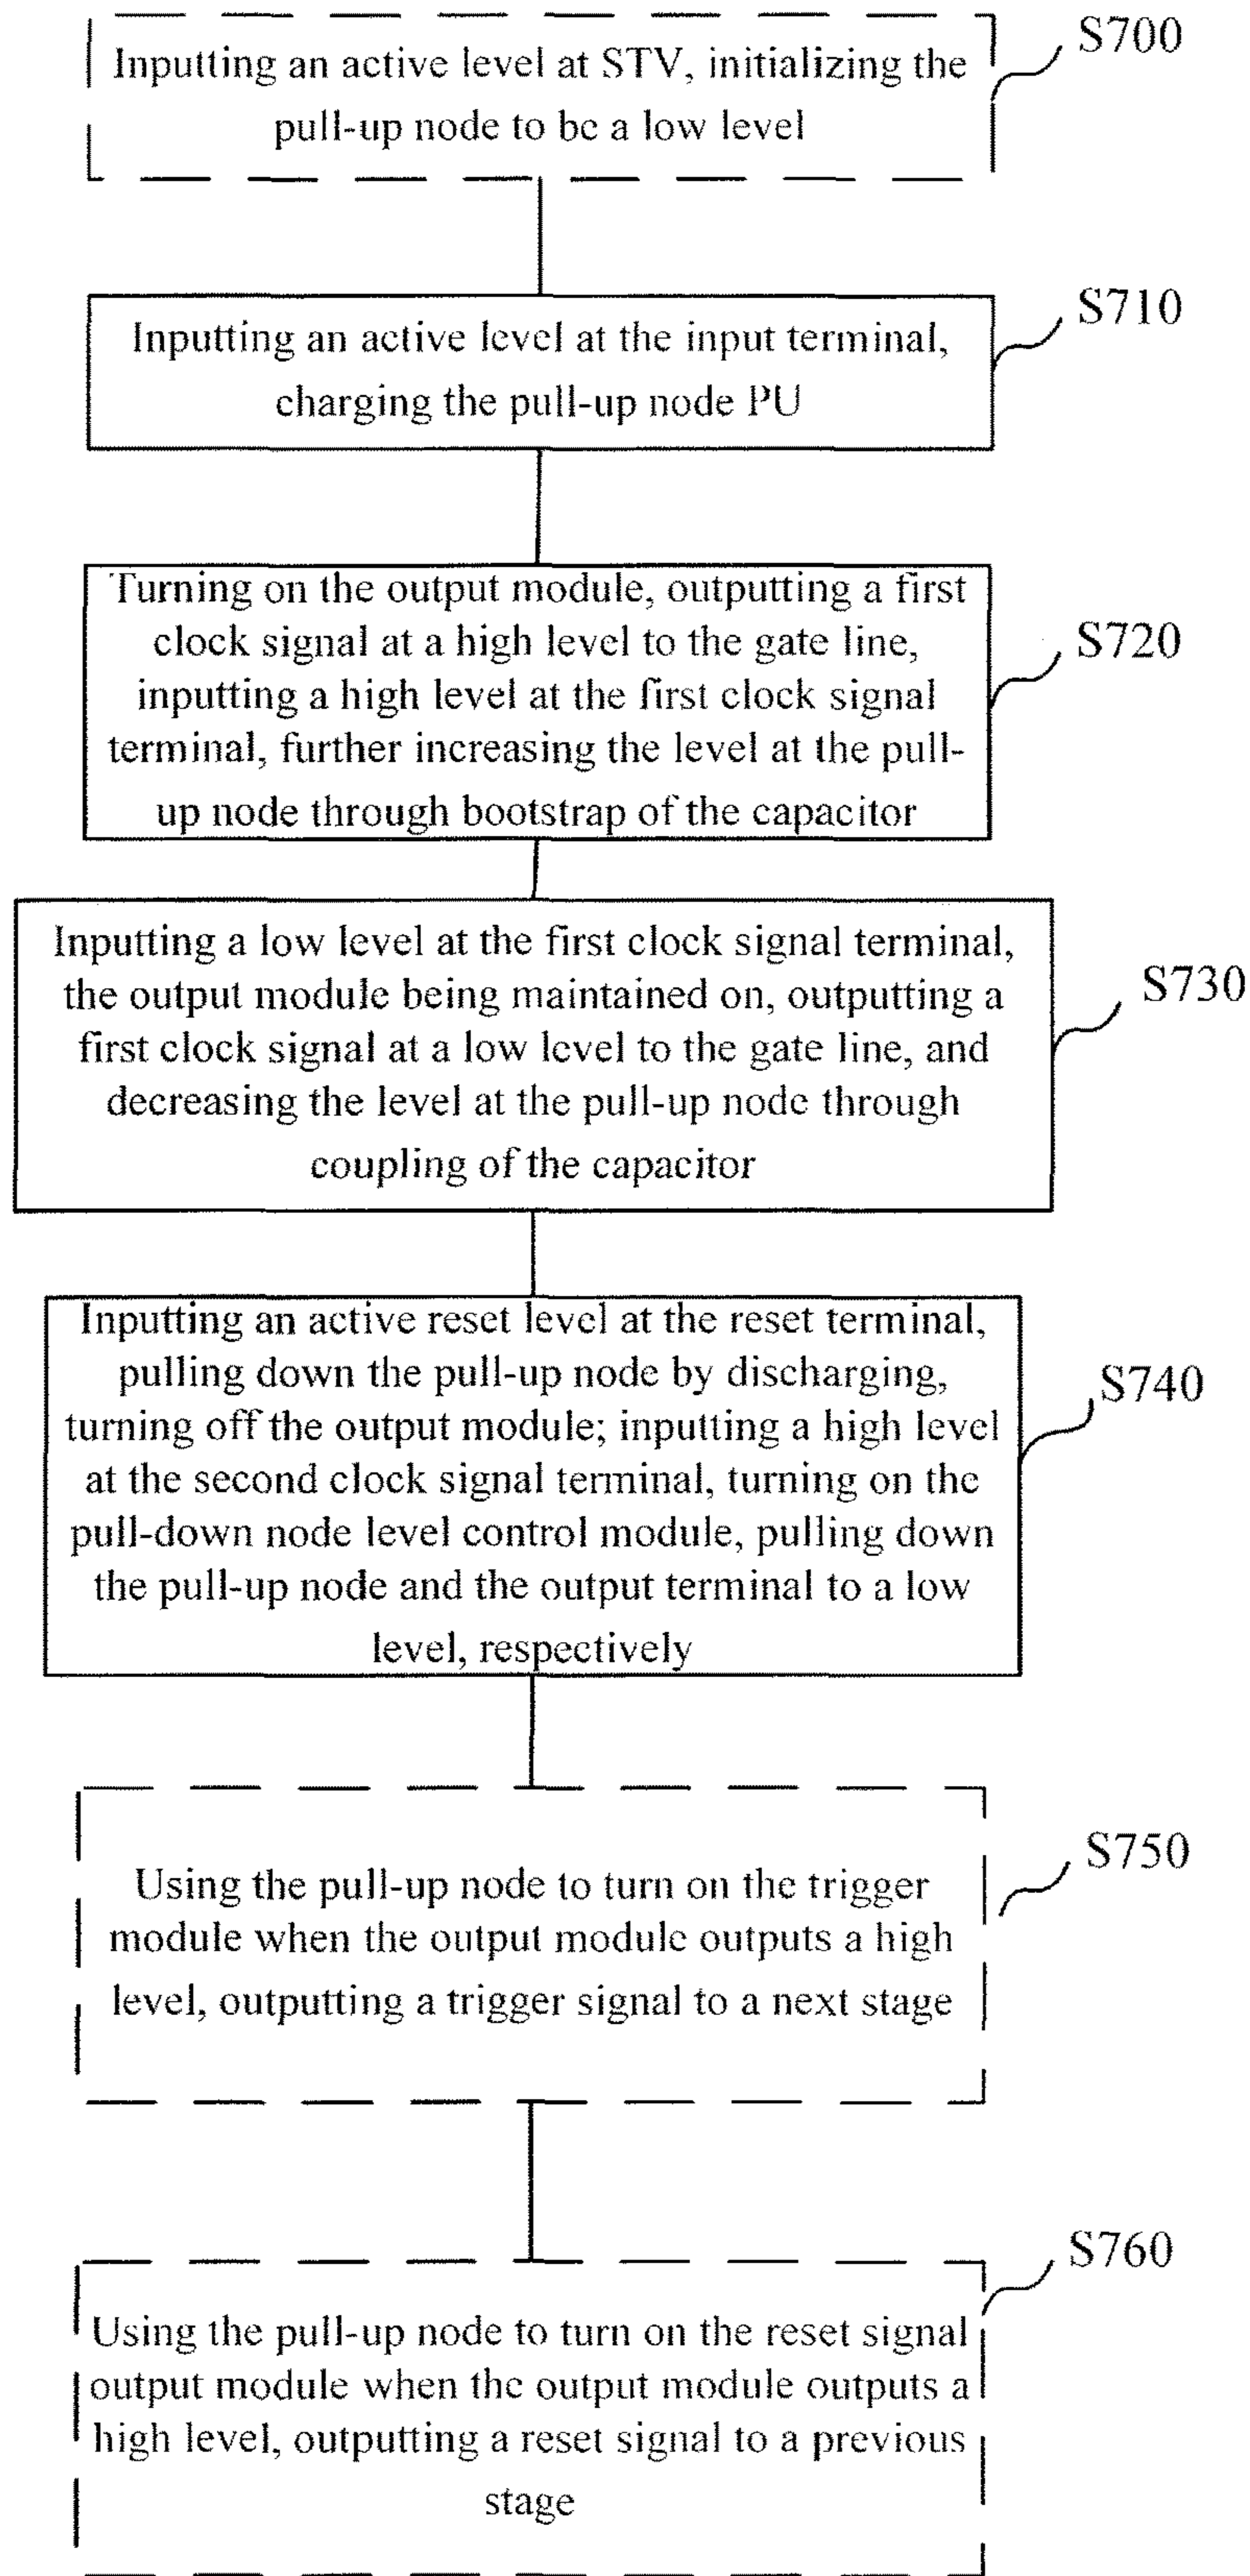 Inputting an active level at STV, initializing the
pull-up node to be a low level
S700
Inputting an active level at the input terminal,
charging the pull-up node PU
S710
Turning on the output module, outputting a first
clock signal at a high level to the gate line,
inputting a high level at the first clock signal
terminal, further increasing the level at the pull-
up node through bootstrap of the capacitor
S720
Inputting a low level at the first clock signal terminal,
the output module being maintained on, outputting a
first clock signal at a low level to the gate line, and
decreasing the level at the pull-up node through
coupling of the capacitor
S730
Inputting an active reset level at the reset terminal,
pulling down the pull-up node by discharging,
turning off the output module; inputting a high level
at the second clock signal terminal, turning on the
pull-down node level control module, pulling down
the pull-up node and the output terminal to a low
level, respectively
S740
Using the pull-up node to turn on the trigger
module when the output module outputs a high
level, outputting a trigger signal to a next stage
S750
Using the pull-up node to turn on the reset signal
output module when the output module outputs a
high level, outputting a reset signal to a previous
stage
S760